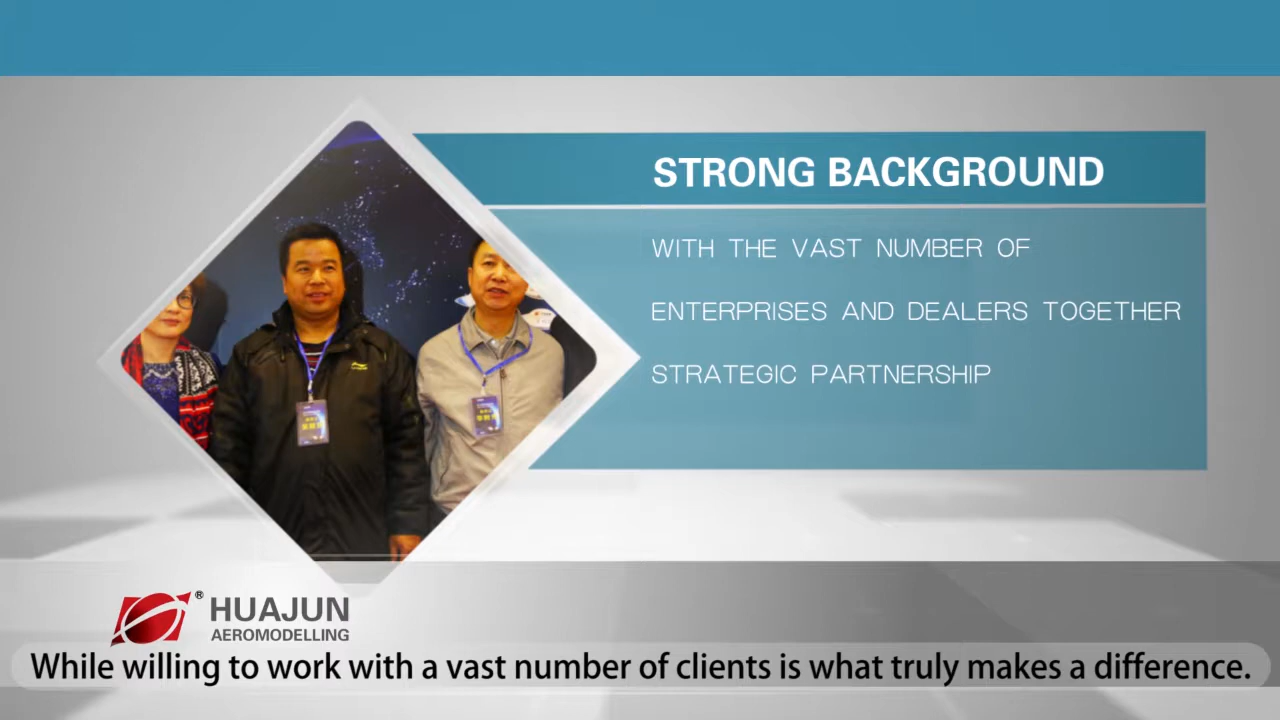 STRONG BACKGROUND
WITH THE VAST NUMBER OF
ENTERPRISES AND DEALERS TOGETHER
STRATEGIC PARTNERSHIP
® HUAJUN
AEROMODELLING
While willing to work with a vast number of clients is what truly makes a difference.